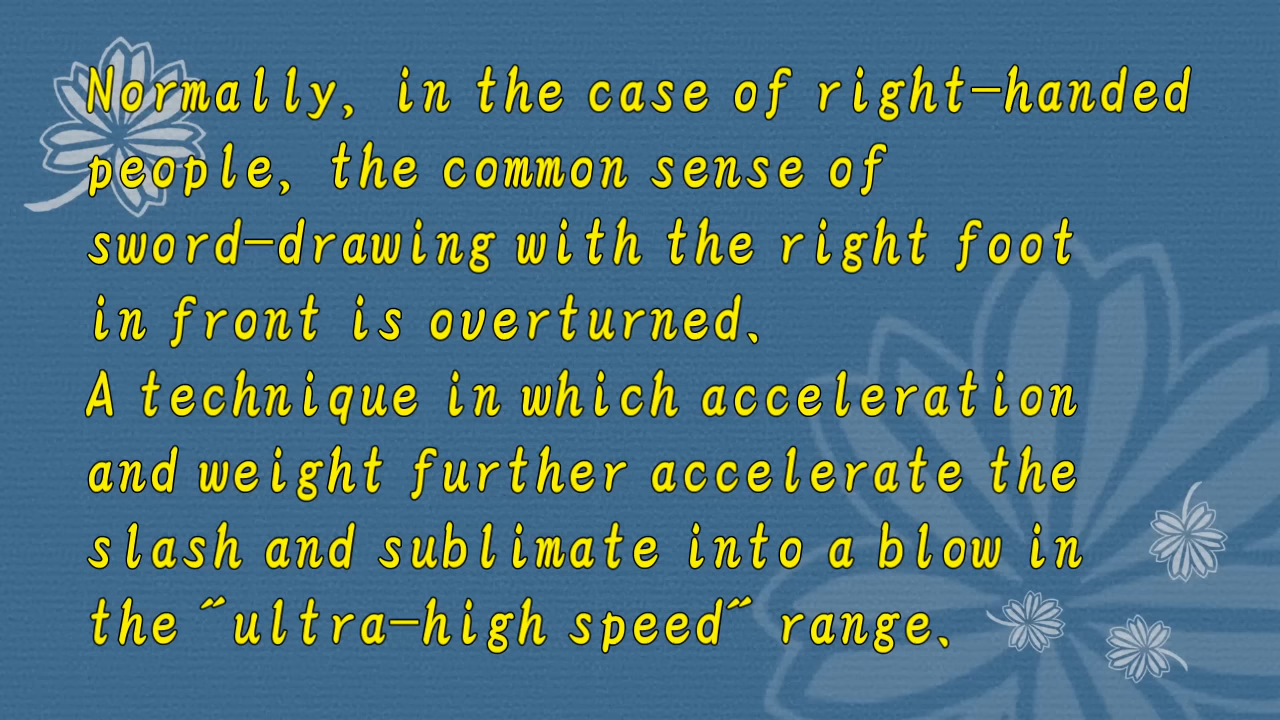 Normally, in the case of right-handed
people, the common sense of
sword-drawing with the right foot
in front is overturned、
A technique in which acceleration
and weight further accelerate the
slash and sublimate into a blow in
the "ultra-high speed" range、